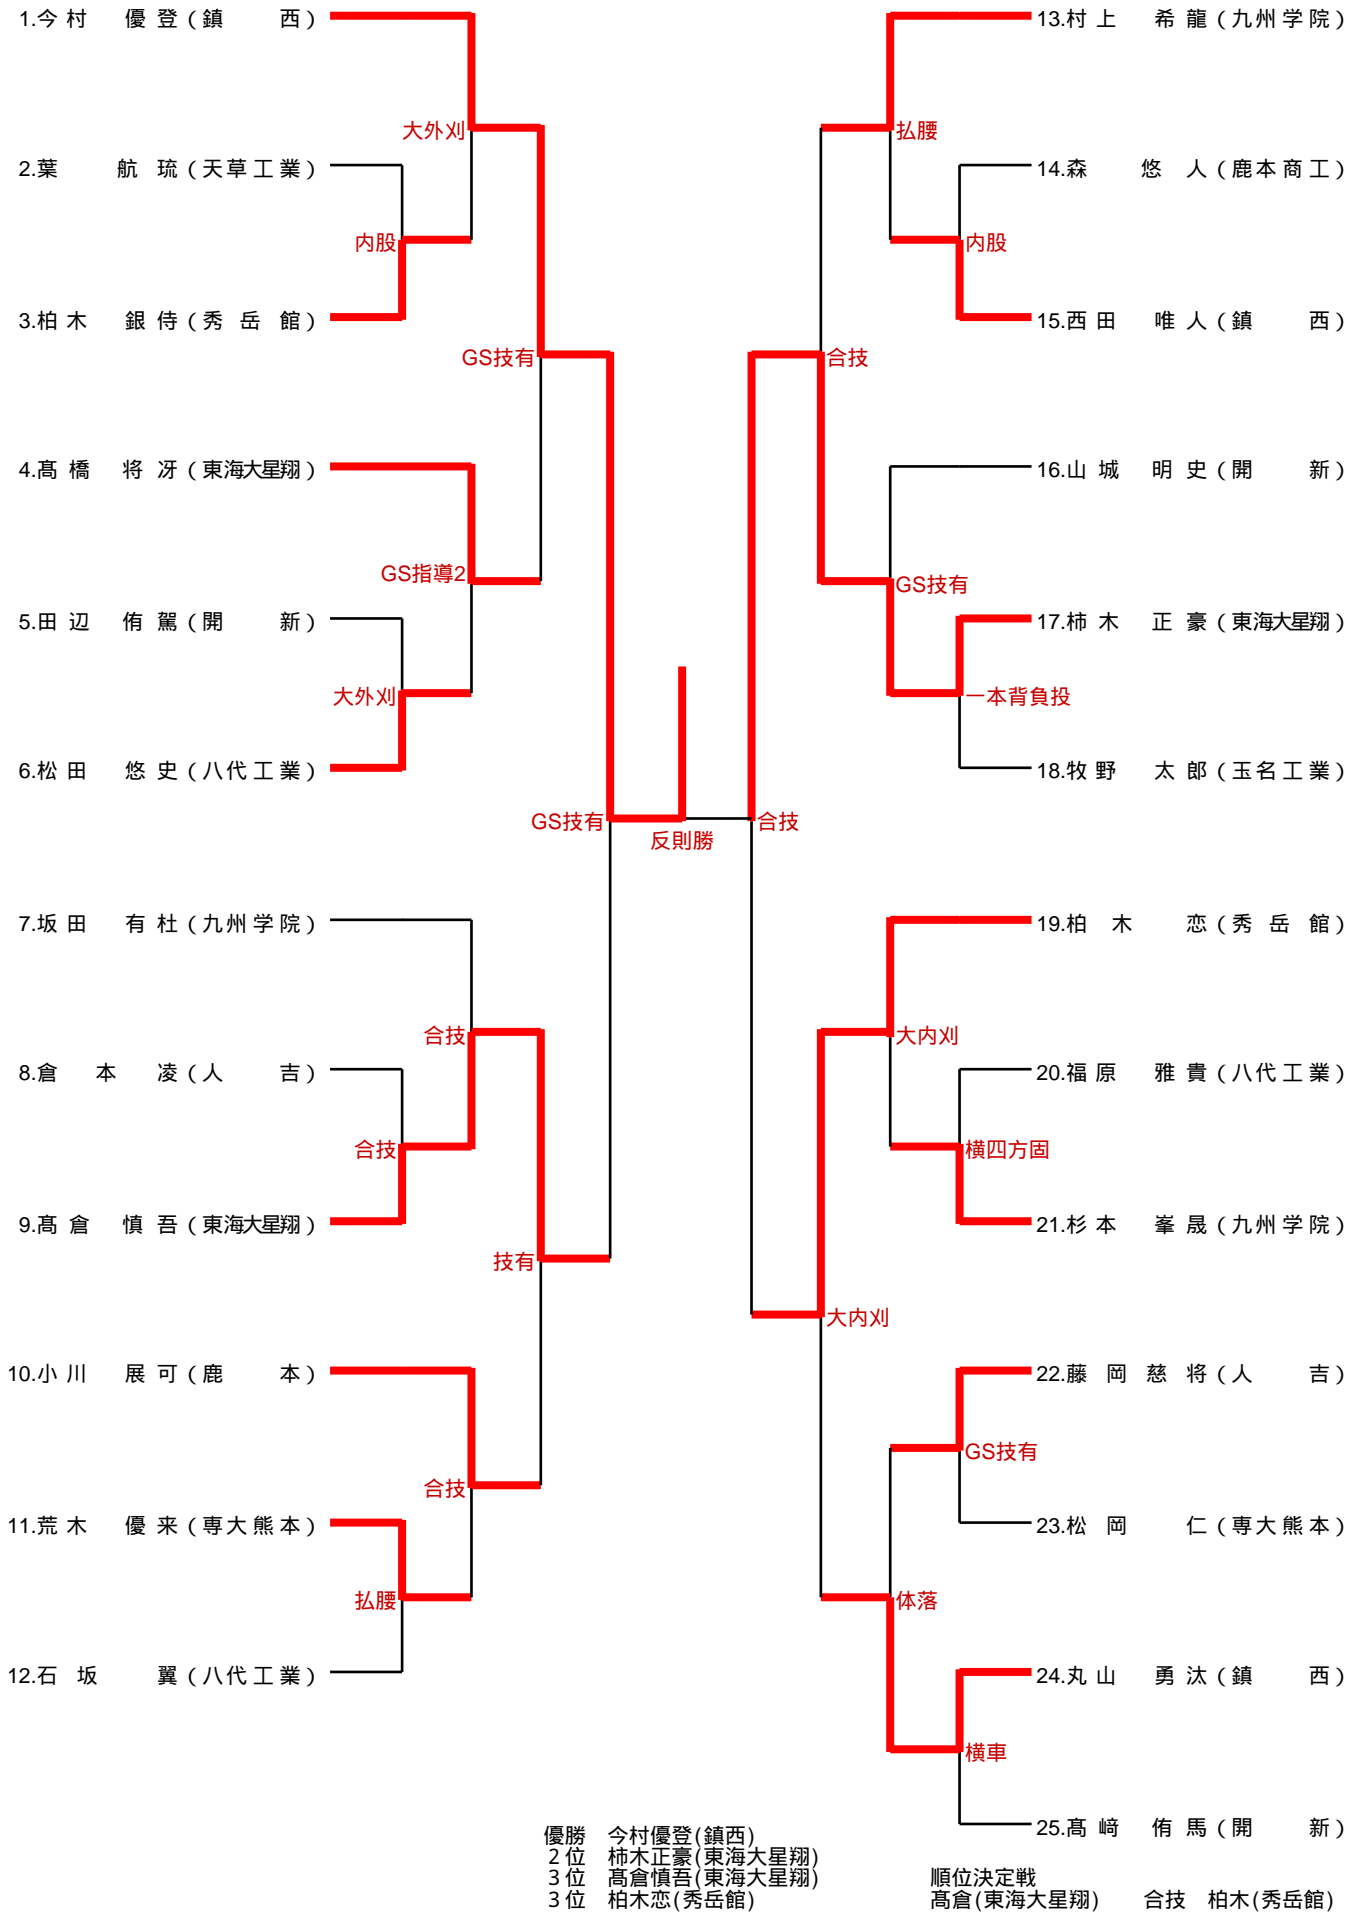 1.今村 優登(鎮 西)
大外刈
2.葉 航琉(天草工業)
内股
3.柏木 銀侍(秀岳館)
GS技有
4.髙橋 将冴(東海大星翔)
GS指導2
5.田辺 侑駕(開 新)
大外刈
6.松田 悠史(八代工業)
GS技有
反則勝
7.坂田 有杜(九州学院)
合技
8.倉本 凌(人 吉)
合技
9.髙倉 慎吾(東海大星翔)
技有
10.小川 展可(鹿 本)
合技
11.荒木 優来(専大熊本)
払腰
12.石坂 翼(八代工業)
13.村上 希龍(九州学院)
払腰
14.森 悠人(鹿本商工)
内股
15.西田 唯人(鎮 西)
合技
16.山城 明史(開 新)
GS技有
17.柿木 正豪(東海大星翔)
一本背負投
18.牧野 太郎(玉名工業)
合技
19.柏木 恋(秀岳館)
大内刈
20.福原 雅貴(八代工業)
横四方固
21.杉本 峯晟(九州学院)
大内刈
22.藤岡 慈将(人 吉)
GS技有
23.松岡 仁(専大熊本)
体落
24.丸山 勇汰(鎮 西)
横車
25.髙﨑 侑馬(開 新)
優勝 今村優登(鎮西)
2位 柿木正豪(東海大星翔)
3位 髙倉慎吾(東海大星翔)
3位 柏木恋(秀岳館)
順位決定戦
髙倉(東海大星翔) 合技 柏木(秀岳館)